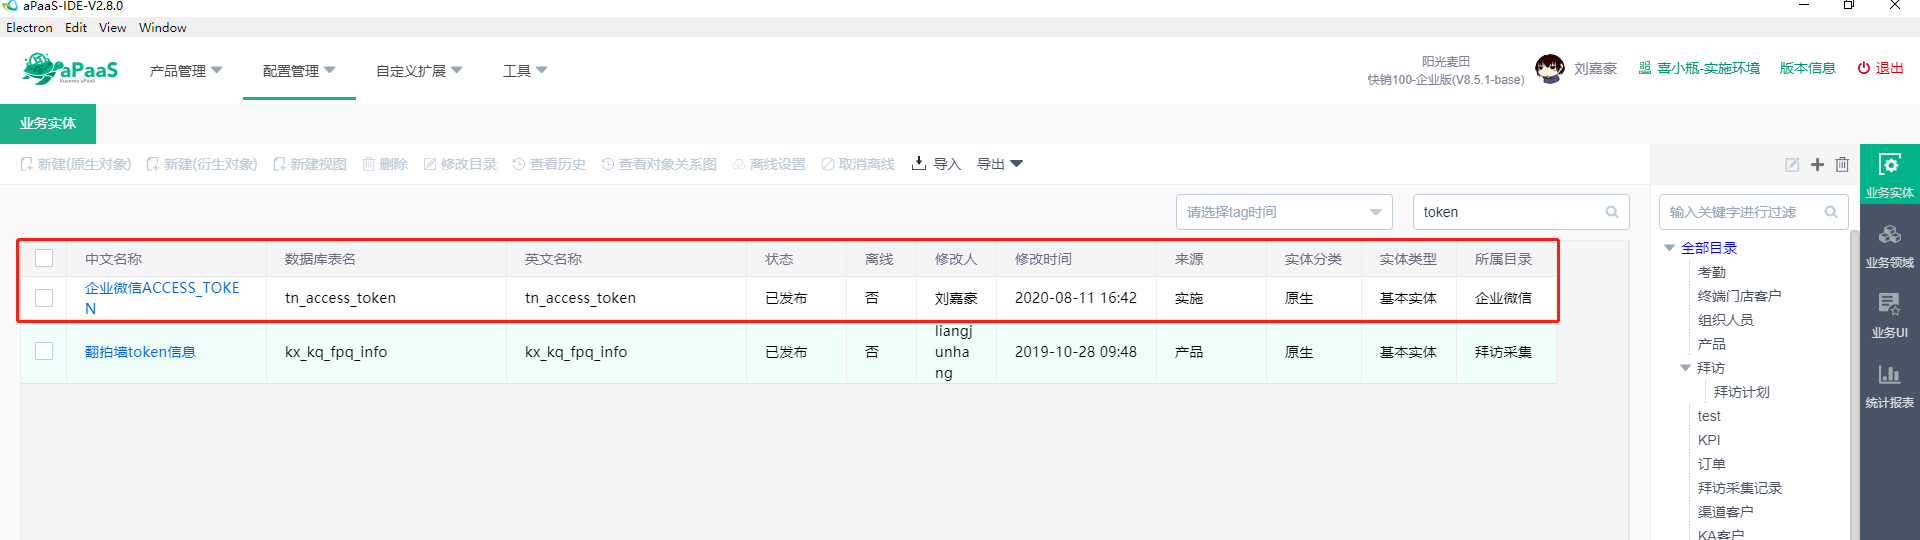 aPaaS-IDE-V2.8.0
Electron Edit View Window
aPaaS
Xuanwu aPaaS
产品管理 配置管理 自定义扩展 工具
阳光麦田
快销100-企业版(V8.5.1-base)
刘嘉豪 喜小瓶-实施环境 版本信息 退出
业务实体
新建(原生对象) 新建(衍生对象) 新建视图 删除 修改目录 查看历史 查看对象关系图 离线设置 取消离线 导入 导出
请选择tag时间 token
中文名称 数据库表名 英文名称 状态 离线 修改人 修改时间 来源 实体分类 实体类型 所属目录
企业微信ACCESS_TOKE
N
tn_access_token tn_access_token 已发布 否 刘嘉豪 2020-08-11 16:42 实施 原生 基本实体 企业微信
翻拍墙token信息 kx_kq_fpq_info kx_kq_fpq_info 已发布 否
liangj
unha
ng
2019-10-28 09:48 产品 原生 基本实体 拜访采集
输入关键字进行过滤
全部目录
考勤
终端门店客户
组织人员
产品
拜访
拜访计划
test
KPI
订单
拜访采集记录
渠道客户
KA客户
业务实体
业务领域
业务UI
统计报表